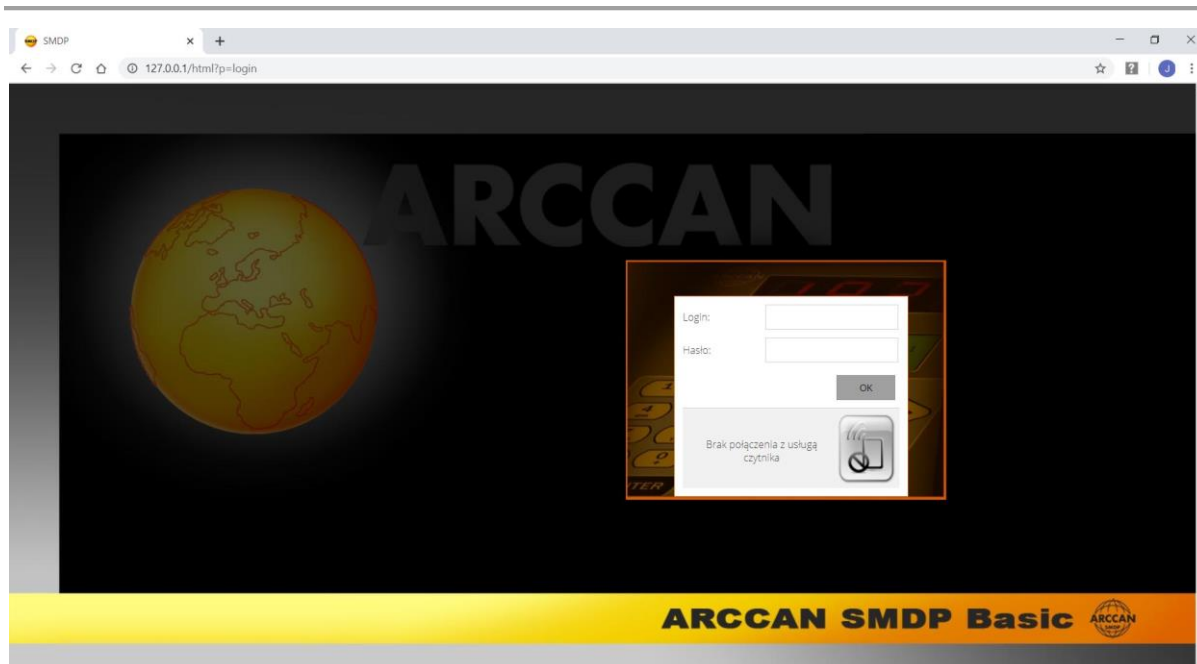 SMDP
127.0.0.1/html?p=login
J
ARCCAN
Login:
Hasło:
OK
Brak połączenia z usługą
czytnika
ARCCAN SMDP Basic
ARCCAN
SMDP